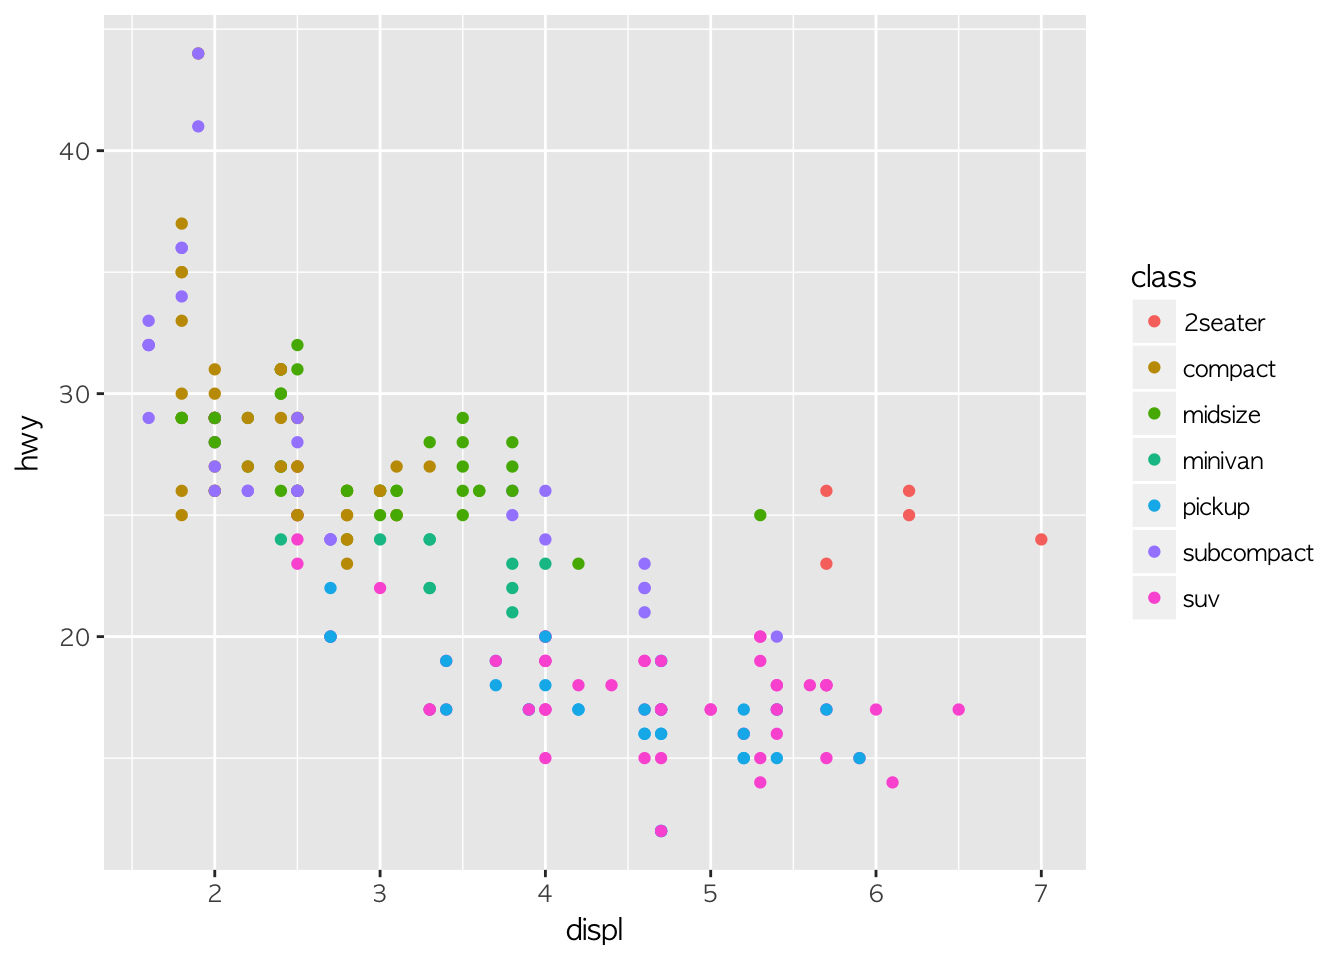 hwy
40
30
20
2 3 4 5 6 7
displ
class
2seater
compact
midsize
minivan
pickup
subcompact
suv